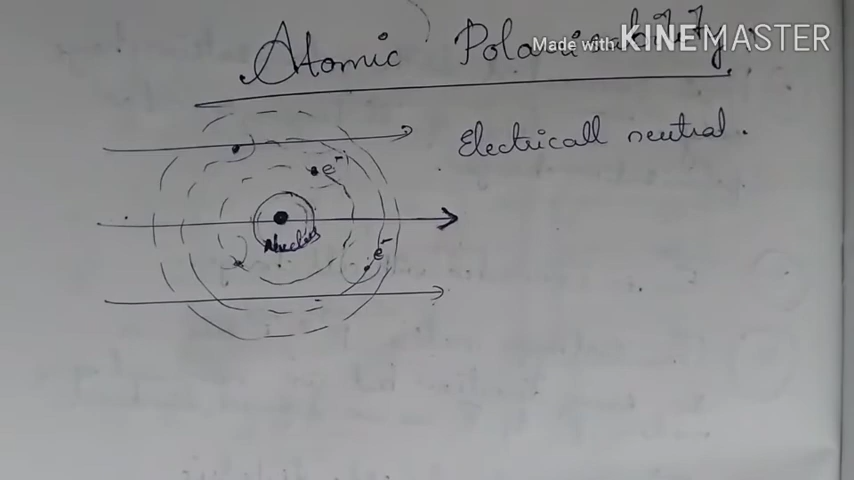 Atomic Polarizability
Made with KINEMASTER
Electricall neutral.
e⁻
Nucleus
e⁻